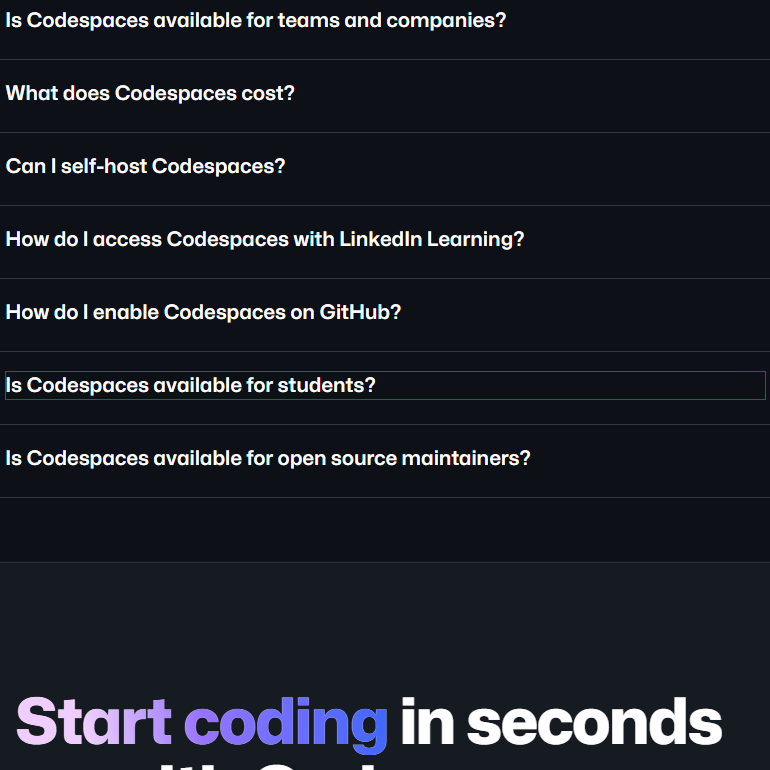 Is Codespaces available for teams and companies?
What does Codespaces cost?
Can I self-host Codespaces?
How do I access Codespaces with LinkedIn Learning?
How do I enable Codespaces on GitHub?
Is Codespaces available for students?
Is Codespaces available for open source maintainers?
Start coding in seconds